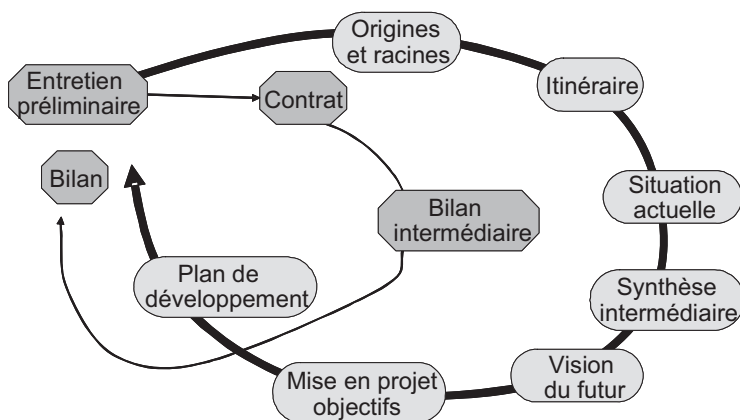 Origines
et racines
Entretien
préliminaire
Contrat
Itinéraire
Bilan
Situation
actuelle
Bilan
intermédiaire
Plan de
développement
Synthèse
intermédiaire
Vision
du futur
Mise en projet
objectifs